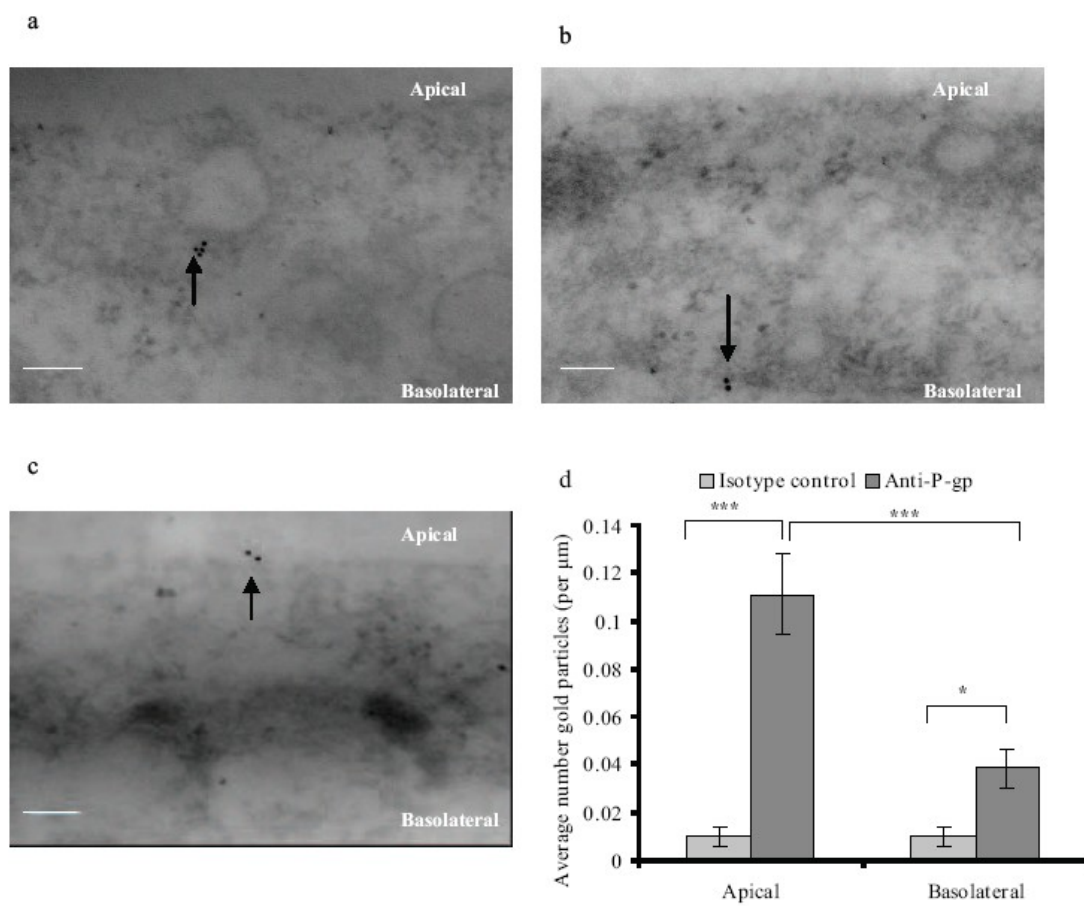 a
b
Apical
Basolateral
Apical
Basolateral
c
Apical
Basolateral
d
Isotype control Anti-P-gp
***
***
*
Average number gold particles (per µm)
0.14
0.12
0.1
0.08
0.06
0.04
0.02
0
Apical Basolateral